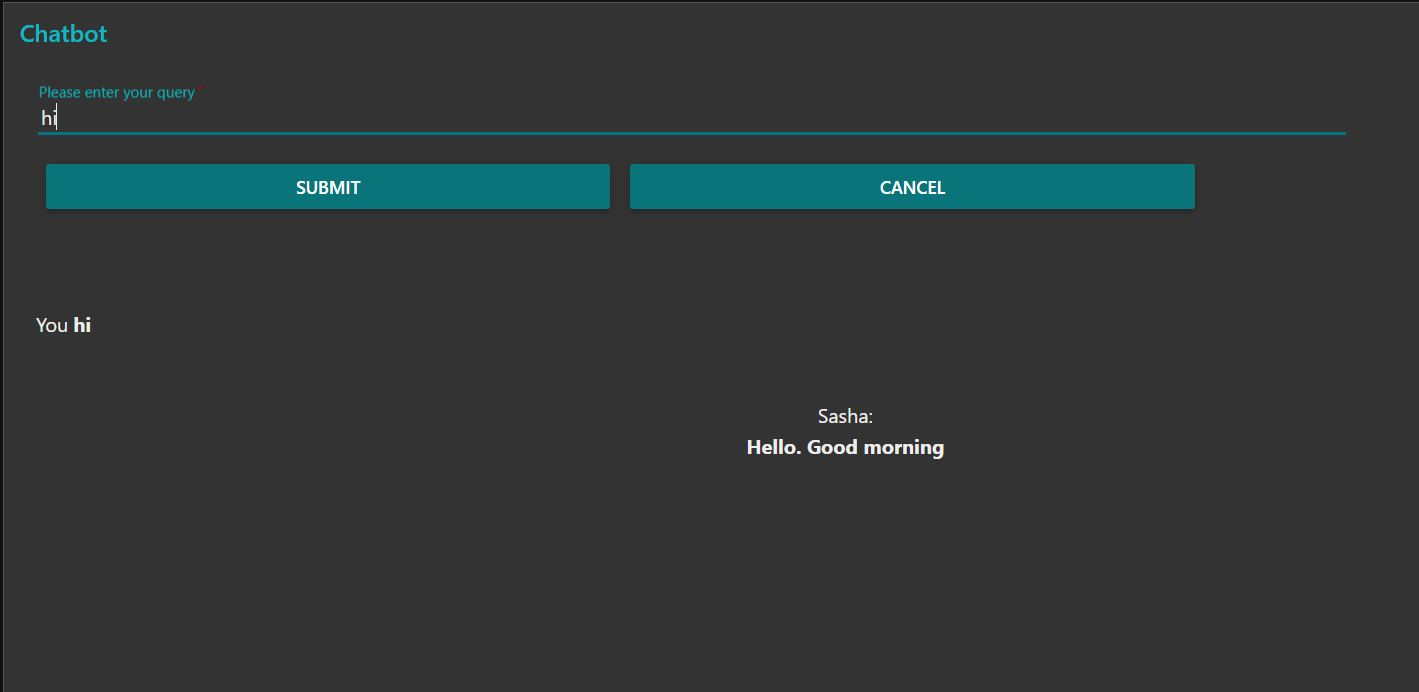 Chatbot
Please enter your query*
hi
SUBMIT CANCEL
You hi
Sasha:
Hello. Good morning